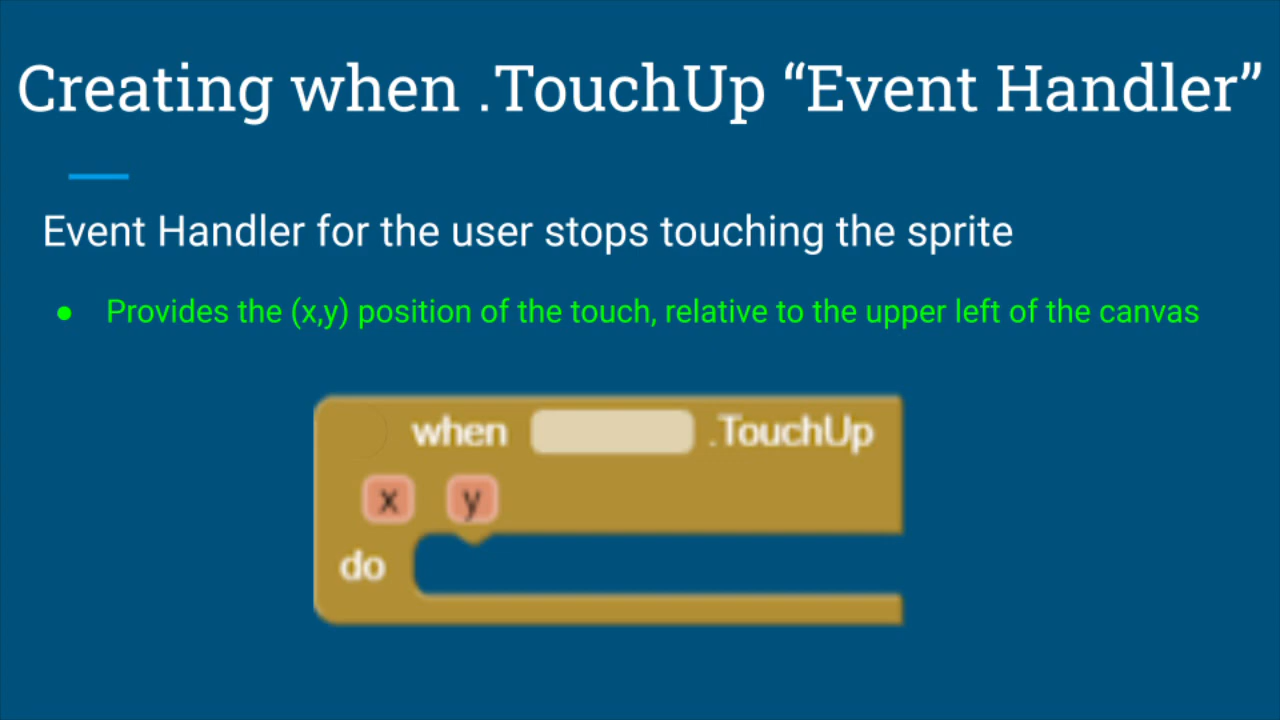 Creating when .TouchUp “Event Handler”
Event Handler for the user stops touching the sprite
● Provides the (x,y) position of the touch, relative to the upper left of the canvas
when .TouchUp
x y
do